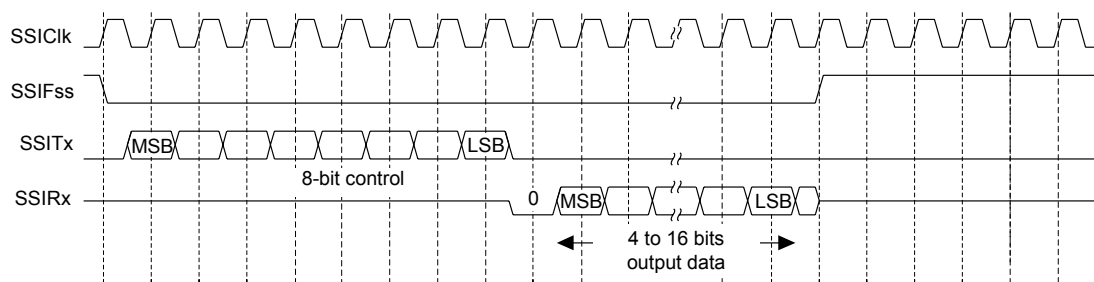 SSIClk
SSIFss
SSITx
MSB
LSB
8-bit control
SSIRx
0
MSB
LSB
4 to 16 bits
output data